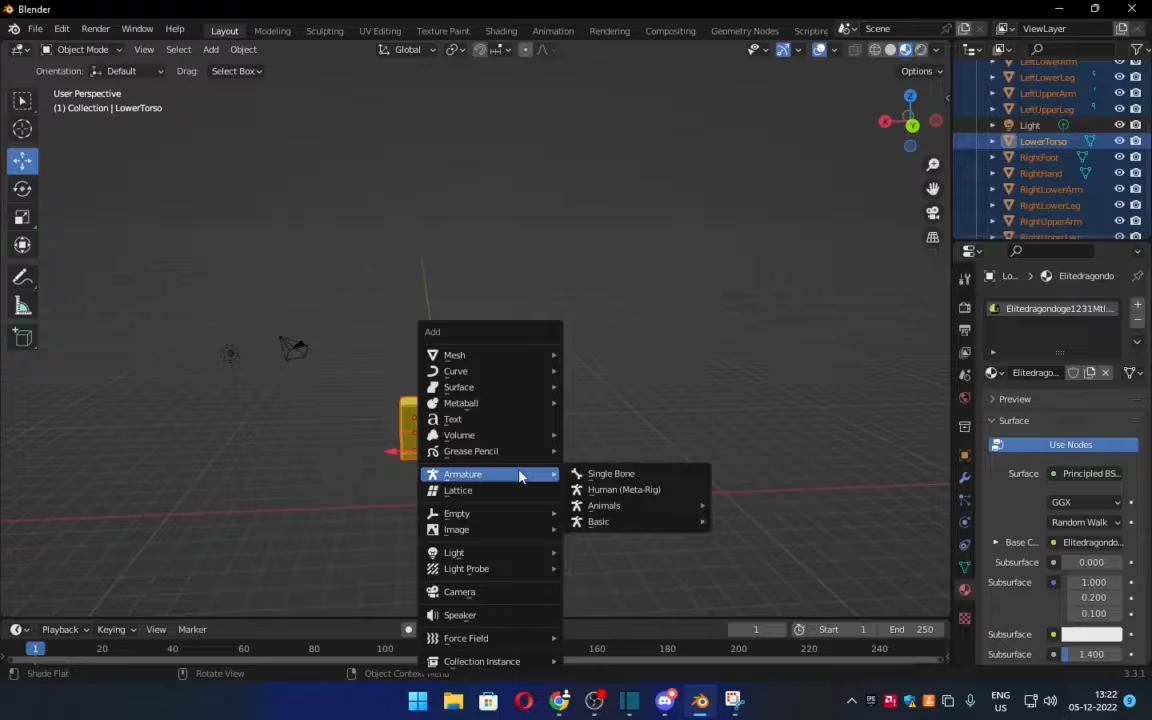 Blender
File Edit Render Window Help Layout Modeling Sculpting UV Editing Texture Paint Shading Animation Rendering Compositing Geometry Nodes Scripting Scene ViewLayer
Object Mode View Select Add Object Global
Orientation: Default Drag: Select Box Options
User Perspective
(1) Collection | LowerTorso
X
Y
Z
LeftLowerArm
LeftLowerLeg
LeftUpperArm
LeftUpperLeg
Light
LowerTorso
RightFoot
RightHand
RightLowerArm
RightLowerLeg
RightUpperArm
RightUpperLeg
Add
Mesh
Curve
Surface
Metaball
Text
Volume
Grease Pencil
Armature
Lattice
Empty
Image
Light
Light Probe
Camera
Speaker
Force Field
Collection Instance
Single Bone
Human (Meta-Rig)
Animals
Basic
Lo... Elitedragondo
Elitedragondoge1231Mtl...
Elitedrago...
Preview
Surface
Use Nodes
Surface Principled BS...
GGX
Random Walk
Base C... Elitedragondo...
Subsurface 0.000
Subsurface 1.000
0.200
0.100
Subsurface
Subsurface 1.400
Playback Keying View Marker 1 Start 1 End 250
1 20 40 60 80 100 160 180 200 220 240
Shade Flat Rotate View Object Context Menu 3.3.1
ENG
US
13:22
05-12-2022
9